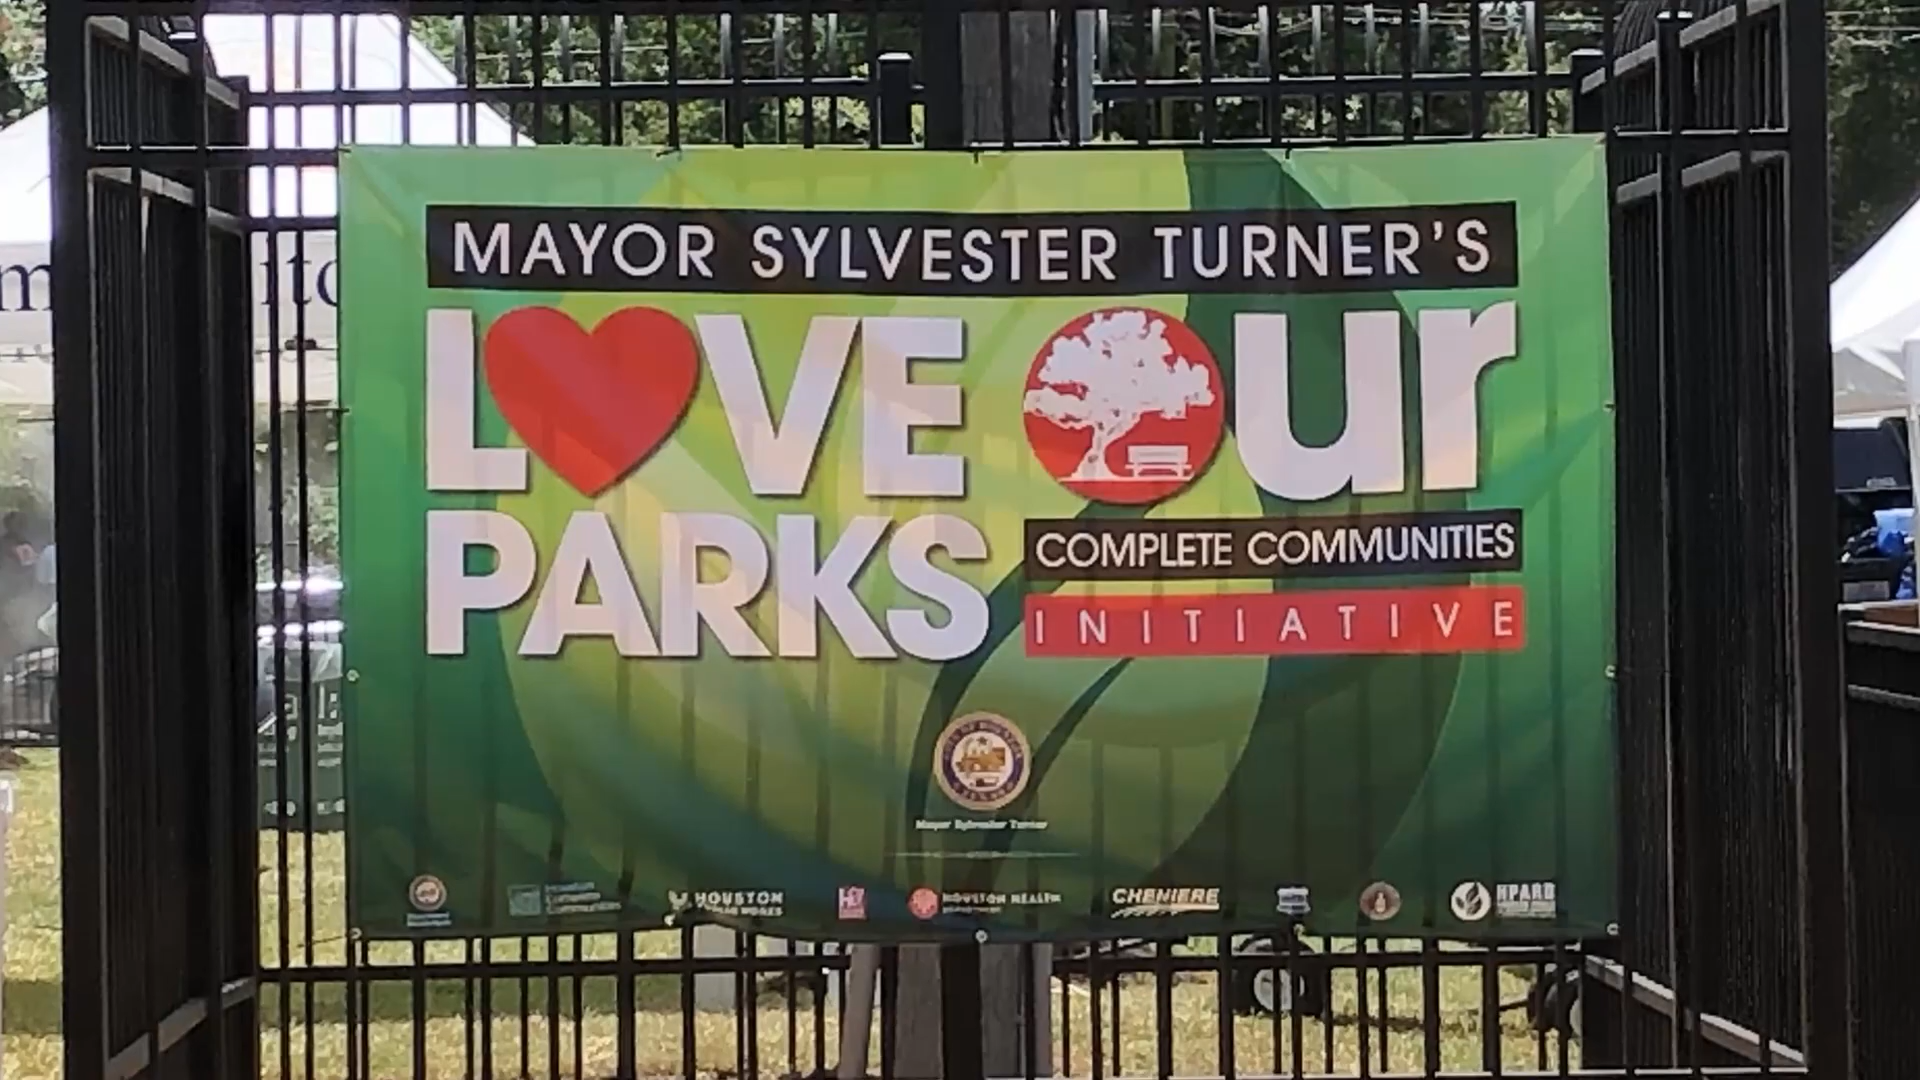 MAYOR SYLVESTER TURNER'S
LOVE Our
PARKS
COMPLETE COMMUNITIES
INITIATIVE
Mayor Sylvester Turner
HOUSTON
HOUSTON HEALTH
CHENIERE
HPARD